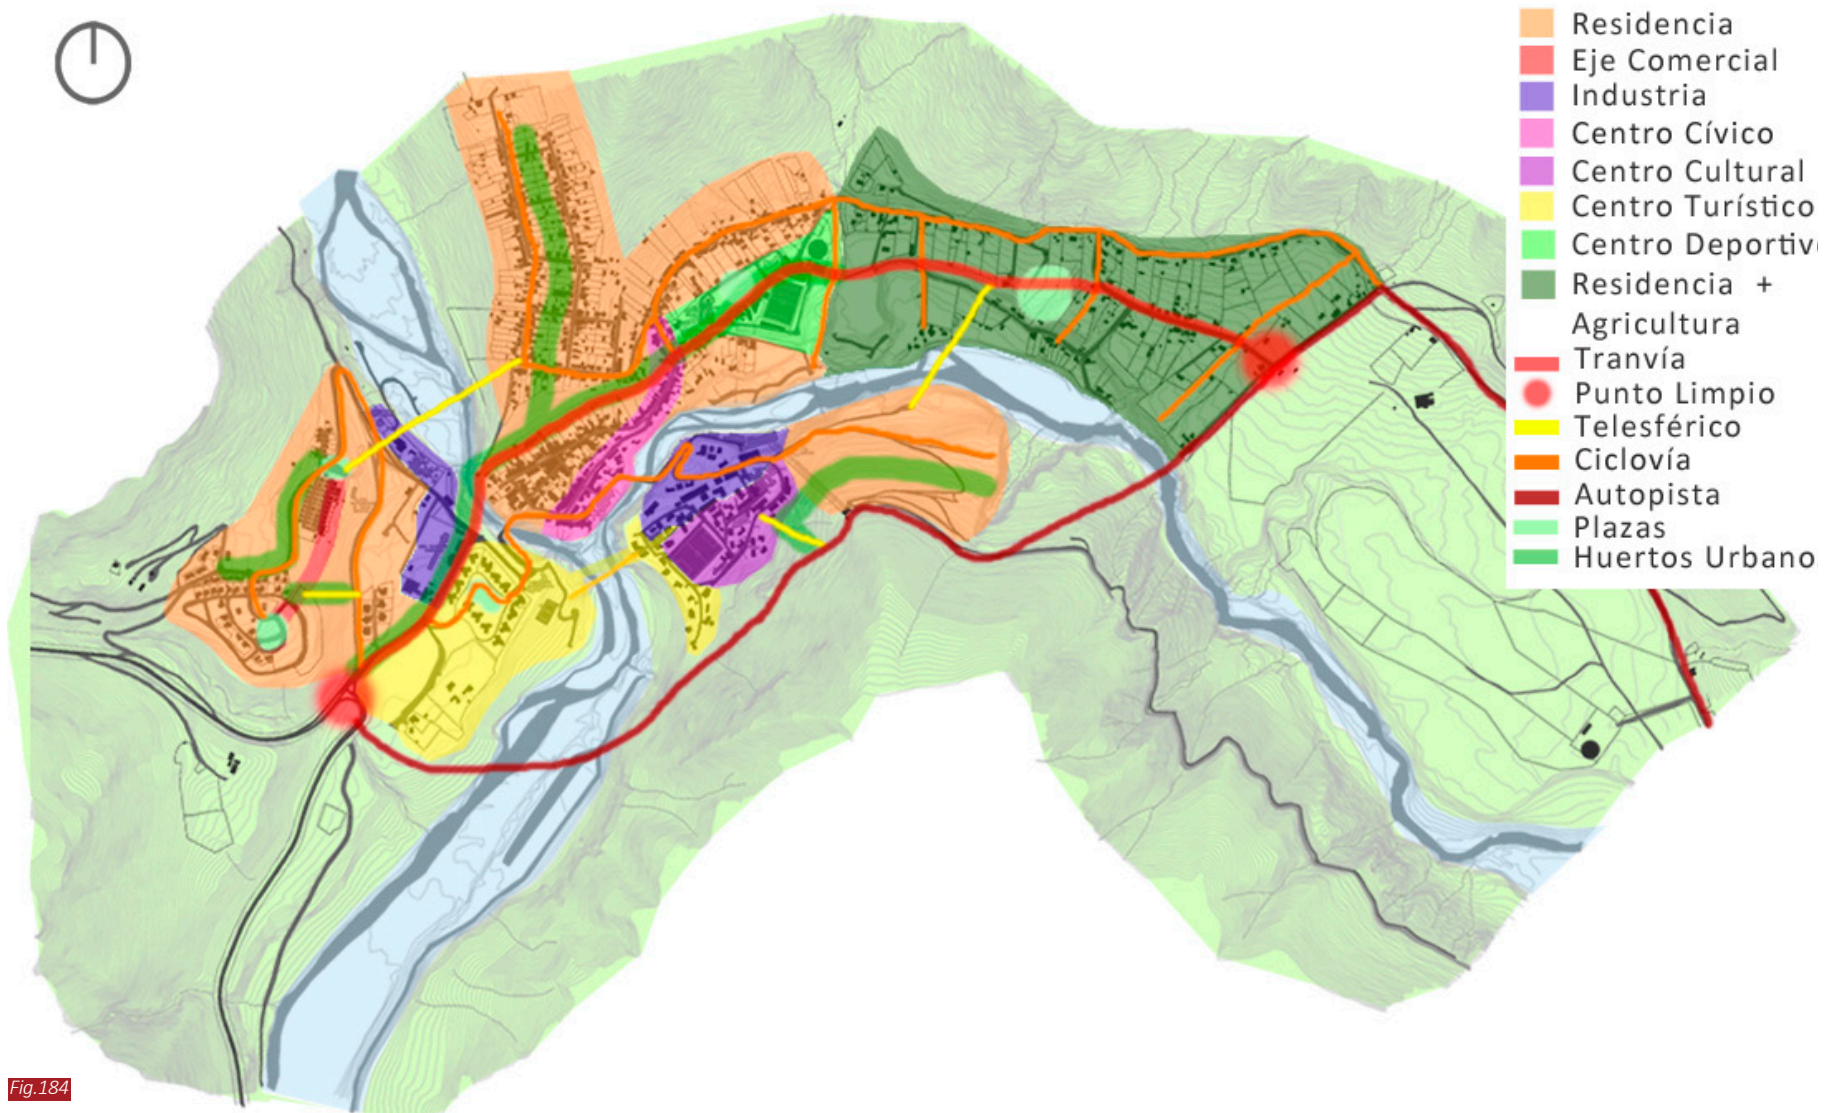 Residencia
Eje Comercial
Industria
Centro Cívico
Centro Cultural
Centro Turístico
Centro Deportiv
Residencia +
Agricultura
Tranvía
Punto Limpio
Telesférico
Ciclovía
Autopista
Plazas
Huertos Urbano
Fig.184